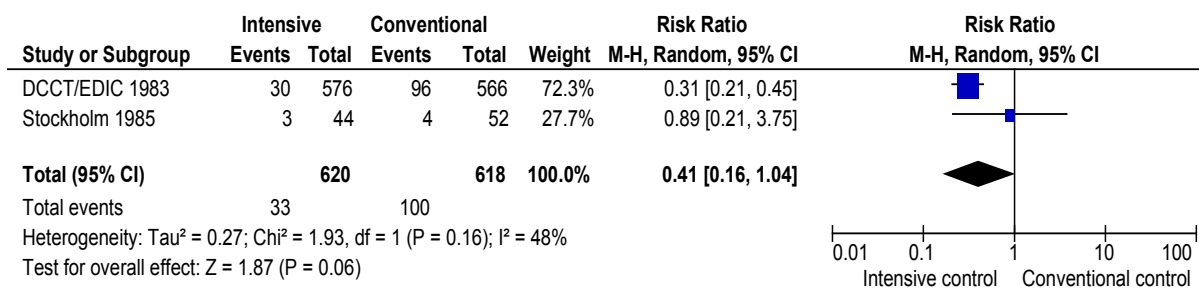 Intensive Conventional Risk Ratio Risk Ratio
Study or Subgroup Events Total Events Total Weight M-H, Random, 95% CI M-H, Random, 95% CI
DCCT/EDIC 1983 30 576 96 566 72.3% 0.31 [0.21, 0.45]
Stockholm 1985 3 44 4 52 27.7% 0.89 [0.21, 3.75]
Total (95% CI) 620 618 100.0% 0.41 [0.16, 1.04]
Total events 33 100
Heterogeneity: Tau² = 0.27; Chi² = 1.93, df = 1 (P = 0.16); I² = 48%
Test for overall effect: Z = 1.87 (P = 0.06)
0.01 0.1 1 10 100
Intensive control Conventional control